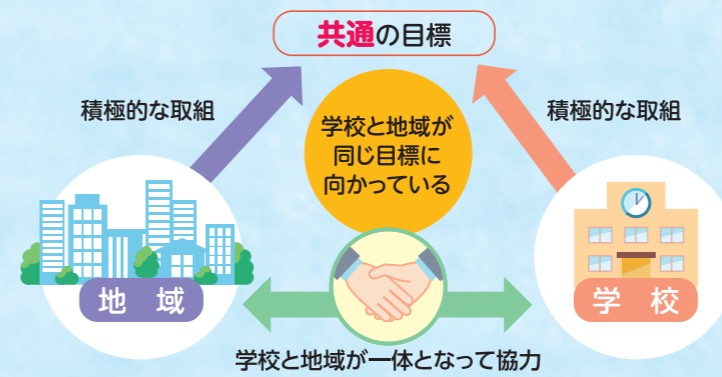 共通の目標
積極的な取組
積極的な取組
学校と地域が
同じ目標に
向かっている
地　域
学　校
学校と地域が一体となって協力